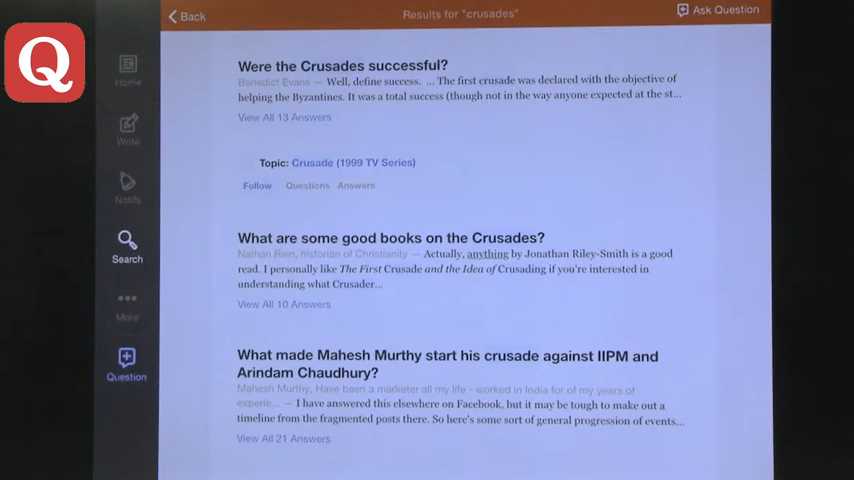 Back
Results for "crusades"
Ask Question
Q
Home
Write
Notifs
Search
More
Question
Were the Crusades successful?
Benedict Evans — Well, define success. ... The first crusade was declared with the objective of
helping the Byzantines. It was a total success (though not in the way anyone expected at the st...
View All 13 Answers
Topic: Crusade (1999 TV Series)
Follow Questions Answers
What are some good books on the Crusades?
Nathan Rein, historian of Christianity — Actually, anything by Jonathan Riley-Smith is a good
read. I personally like The First Crusade and the Idea of Crusading if you're interested in
understanding what Crusader...
View All 10 Answers
What made Mahesh Murthy start his crusade against IIPM and
Arindam Chaudhury?
Mahesh Murthy, Have been a marketer all my life - worked in India for of my years of
experie... — I have answered this elsewhere on Facebook, but it may be tough to make out a
timeline from the fragmented posts there. So here's some sort of general progression of events...
View All 21 Answers